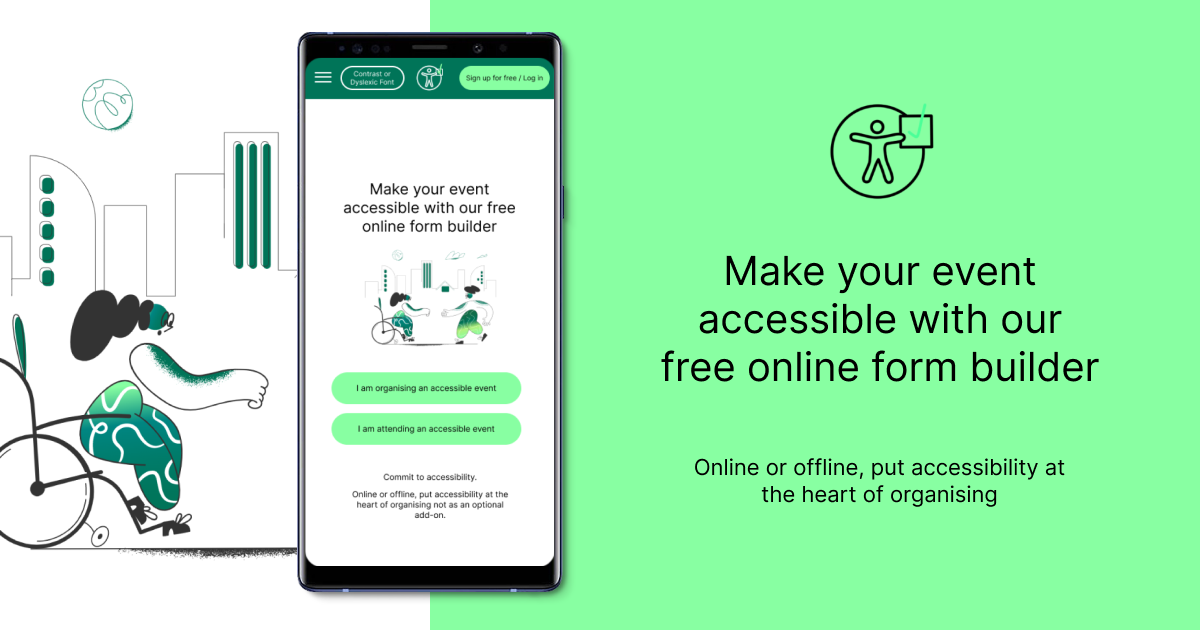 Contrast or
Dyslexic Font
Sign up for free / Log in
Make your event
accessible with our free
online form builder
I am organising an accessible event
I am attending an accessible event
Commit to accessibility.
Online or offline, put accessibility at the
heart of organising not as an optional
add-on.
Make your event
accessible with our
free online form builder
Online or offline, put accessibility at
the heart of organising